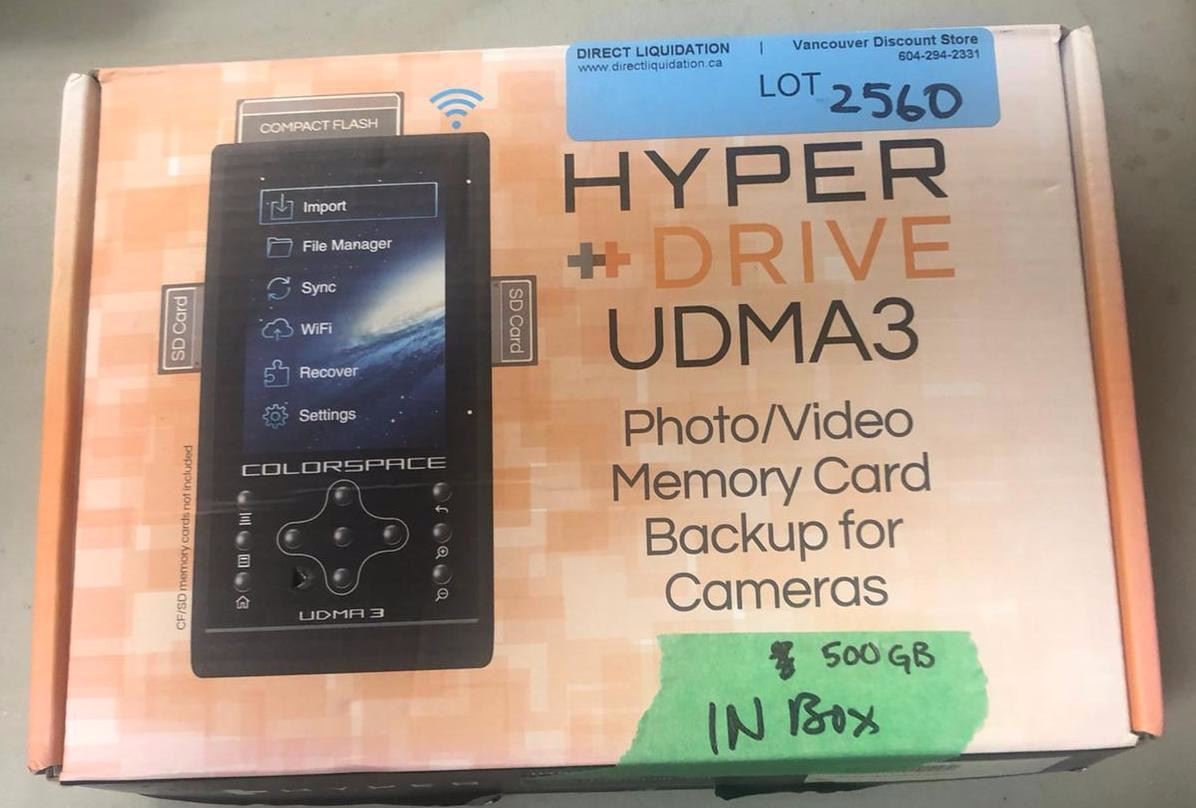 DIRECT LIQUIDATION | Vancouver Discount Store
www.directliquidation.ca 604-294-2331
LOT 2560
COMPACT FLASH
HYPER
DRIVE
UDMA3
Photo/Video
Memory Card
Backup for
Cameras
Import
File Manager
Sync
WiFi
Recover
Settings
SD Card
SD Card
COLORSPACE
UDMA 3
CF/SD memory cards not included
500 GB
IN Box